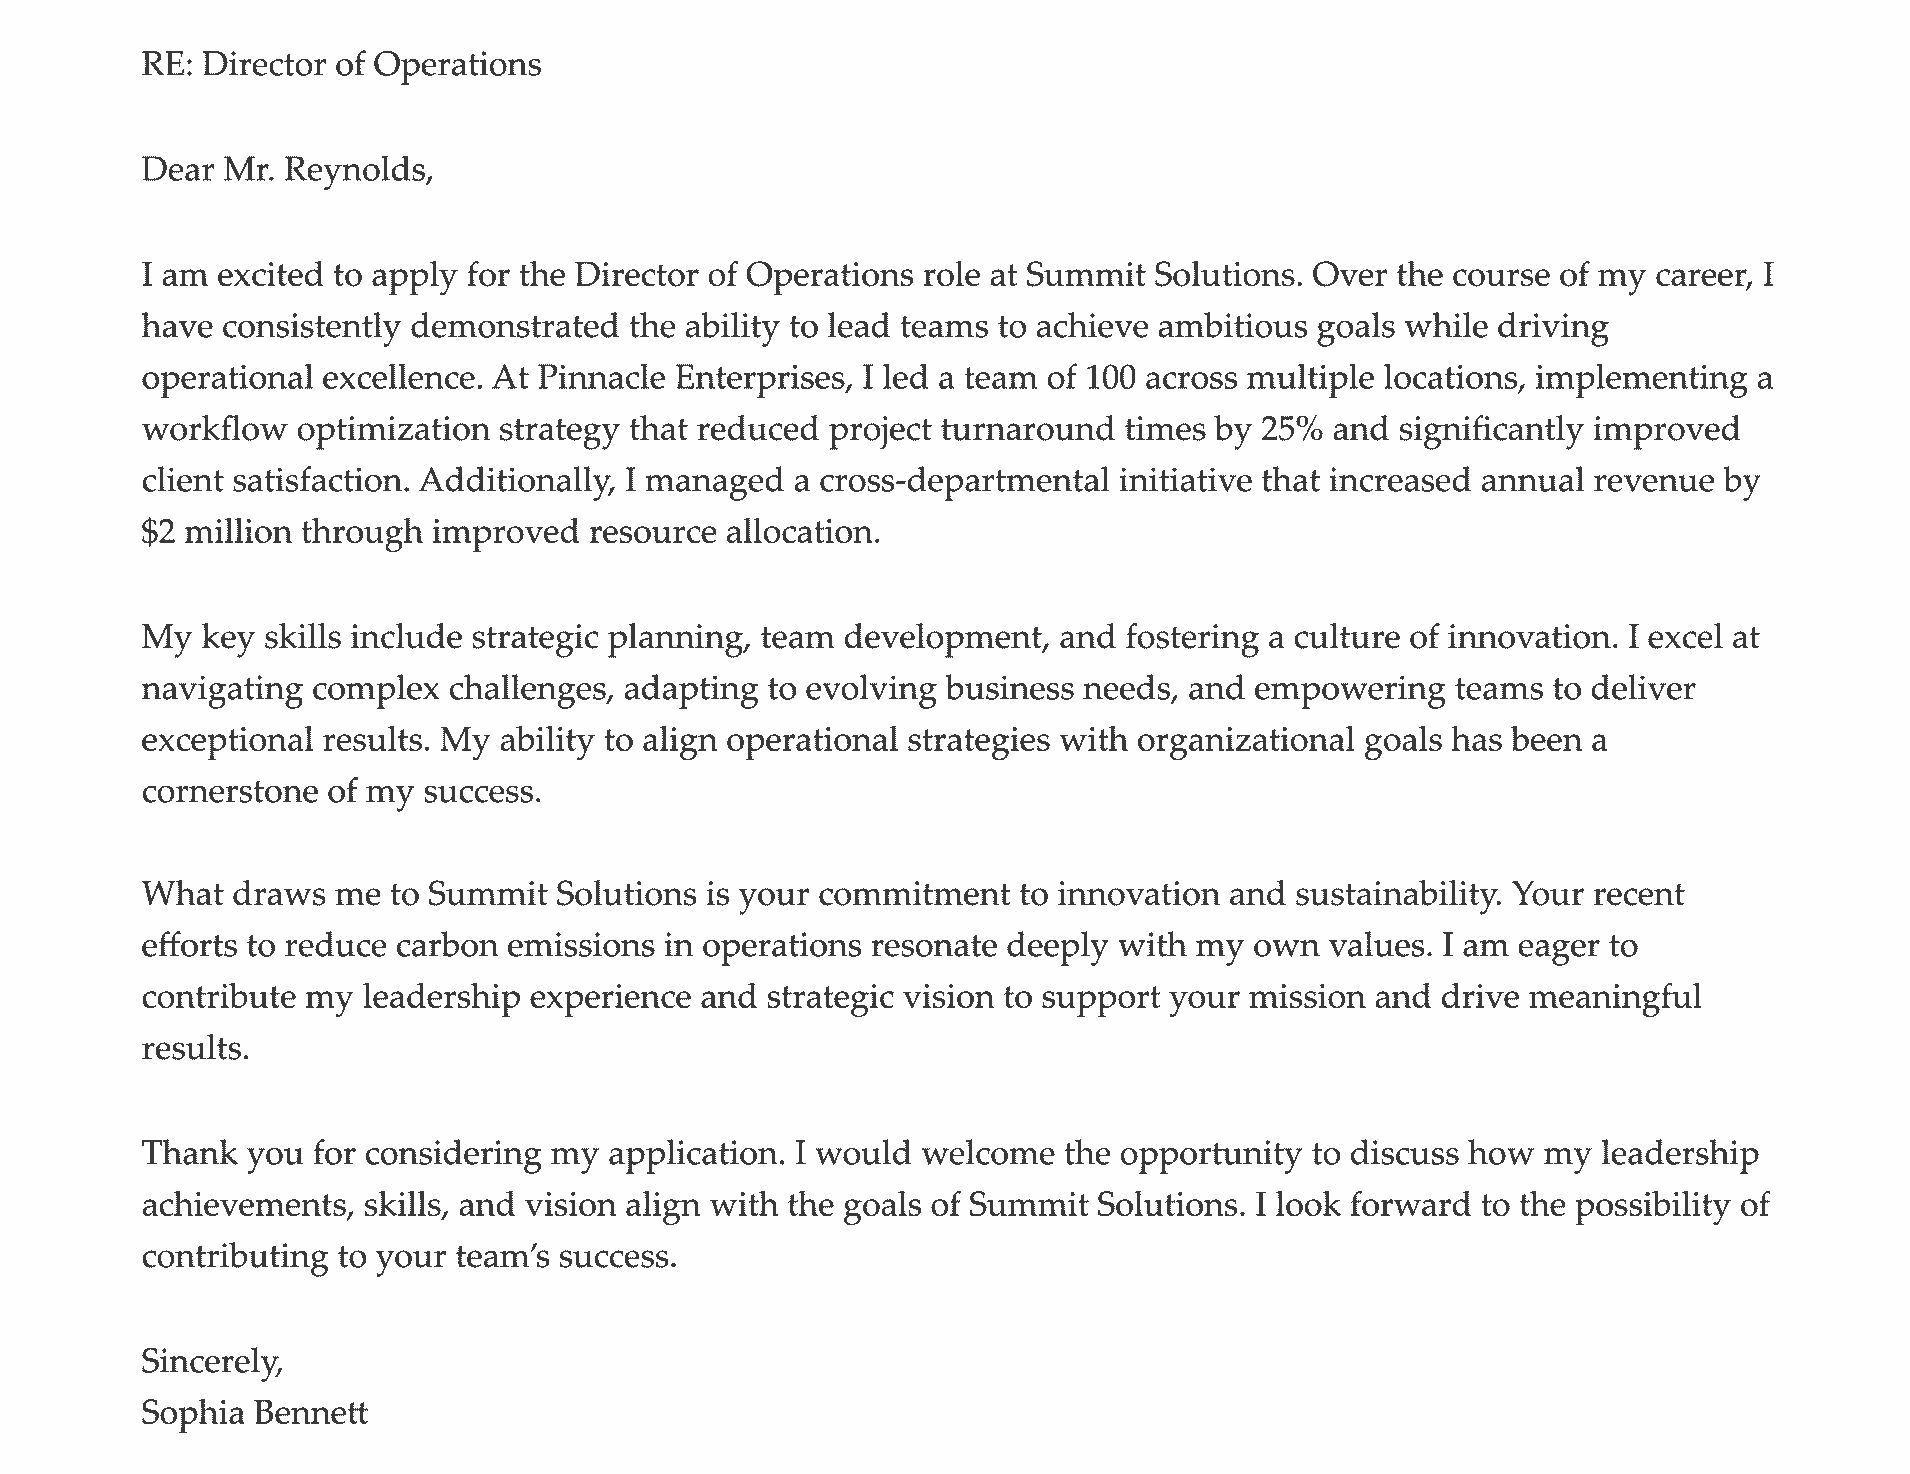 RE: Director of Operations
Dear Mr. Reynolds,
I am excited to apply for the Director of Operations role at Summit Solutions. Over the course of my career, I
have consistently demonstrated the ability to lead teams to achieve ambitious goals while driving
operational excellence. At Pinnacle Enterprises, I led a team of 100 across multiple locations, implementing a
workflow optimization strategy that reduced project turnaround times by 25% and significantly improved
client satisfaction. Additionally, I managed a cross-departmental initiative that increased annual revenue by
$2 million through improved resource allocation.
My key skills include strategic planning, team development, and fostering a culture of innovation. I excel at
navigating complex challenges, adapting to evolving business needs, and empowering teams to deliver
exceptional results. My ability to align operational strategies with organizational goals has been a
cornerstone of my success.
What draws me to Summit Solutions is your commitment to innovation and sustainability. Your recent
efforts to reduce carbon emissions in operations resonate deeply with my own values. I am eager to
contribute my leadership experience and strategic vision to support your mission and drive meaningful
results.
Thank you for considering my application. I would welcome the opportunity to discuss how my leadership
achievements, skills, and vision align with the goals of Summit Solutions. I look forward to the possibility of
contributing to your team’s success.
Sincerely,
Sophia Bennett